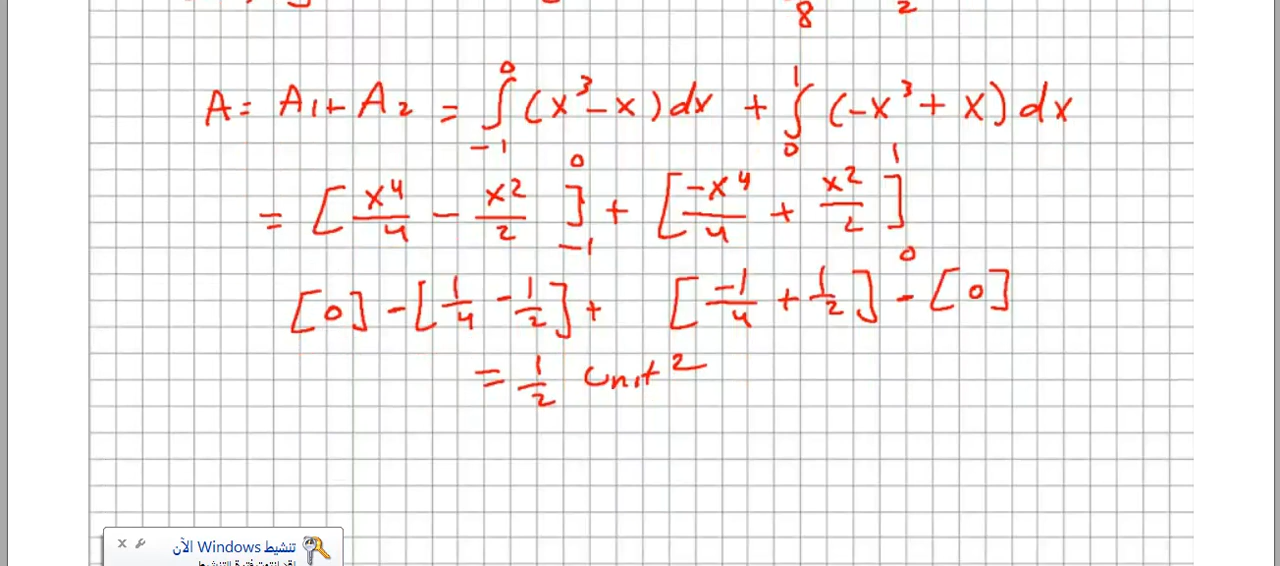 8 2
A = A1 + A2 = ∫_{-1}^{0} (x³ - x) dx + ∫_{0}^{1} (-x³ + x) dx
= [ x⁴/4 - x²/2 ]_{-1}^{0} + [ -x⁴/4 + x²/2 ]_{0}^{1}
[0] - [ 1/4 - 1/2 ] + [ -1/4 + 1/2 ] - [0]
= 1/2 unit²
تنشيط Windows الآن